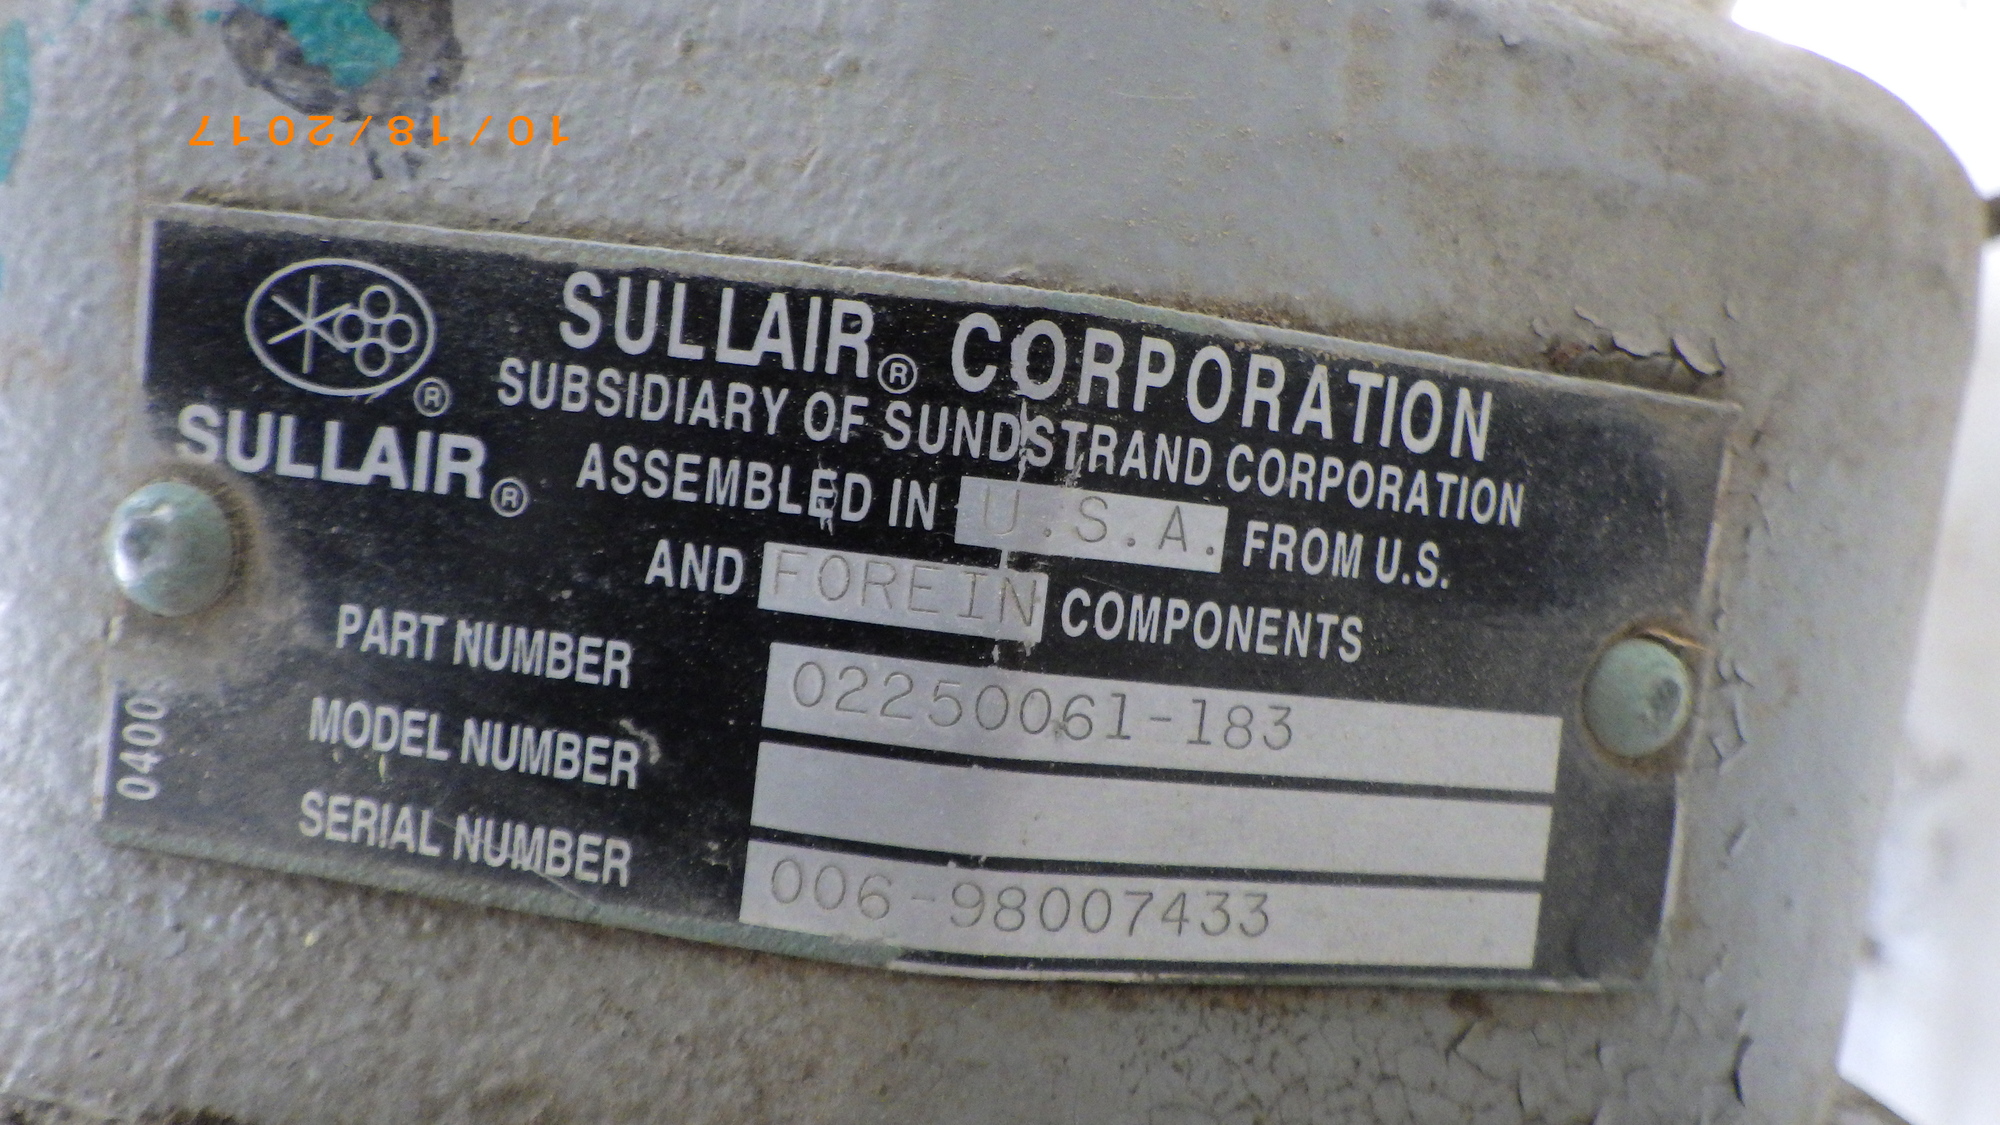 10/18/2017
SULLAIR® CORPORATION
SUBSIDIARY OF SUNDSTRAND CORPORATION
®
SULLAIR®
ASSEMBLED IN U.S.A. FROM U.S.
AND FOREIN COMPONENTS
PART NUMBER 02250061-183
MODEL NUMBER
SERIAL NUMBER 006-98007433
0400